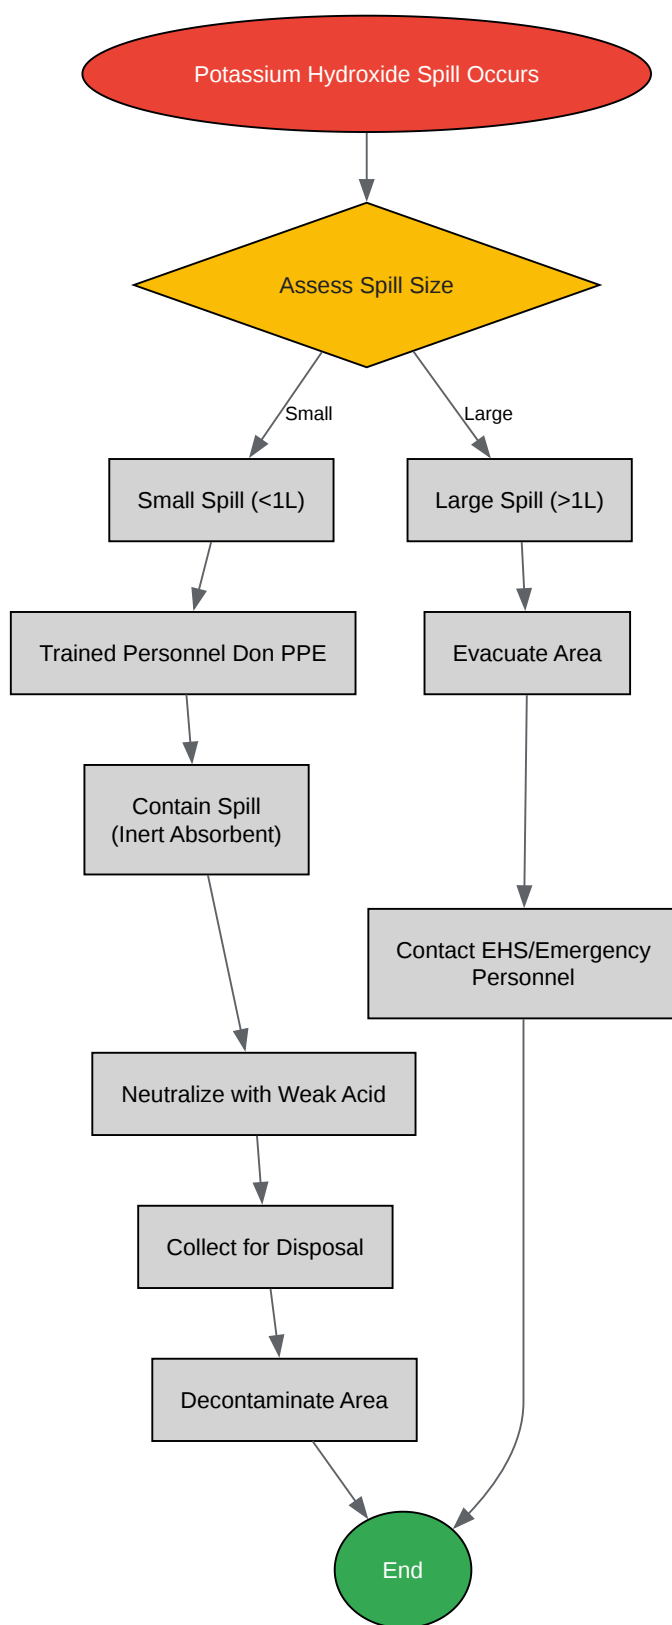 Potassium Hydroxide Spill Occurs
Assess Spill Size
Small
Large
Small Spill (<1L)
Large Spill (>1L)
Trained Personnel Don PPE
Evacuate Area
Contain Spill
(Inert Absorbent)
Contact EHS/Emergency
Personnel
Neutralize with Weak Acid
Collect for Disposal
Decontaminate Area
End